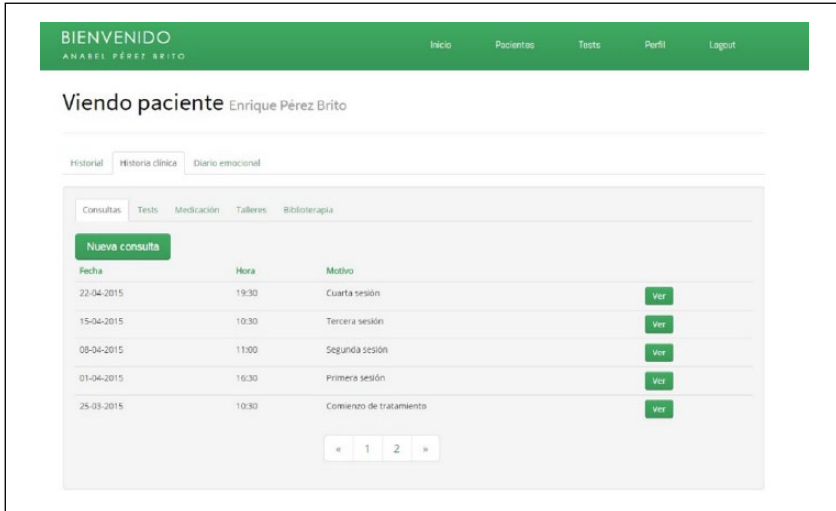 BIENVENIDO
ANABEL PÉREZ BRITO
Inicio Pacientes Tests Perfil Logout
Viendo paciente Enrique Pérez Brito
Historial Historia clínica Diario emocional
Consultas Tests Medicación Talleres Biblioterapia
Nueva consulta
Fecha Hora Motivo
22-04-2015 19:30 Cuarta sesión Ver
15-04-2015 10:30 Tercera sesión Ver
08-04-2015 11:00 Segunda sesión Ver
01-04-2015 16:30 Primera sesión Ver
25-03-2015 10:30 Comienzo de tratamiento Ver
« 1 2 »